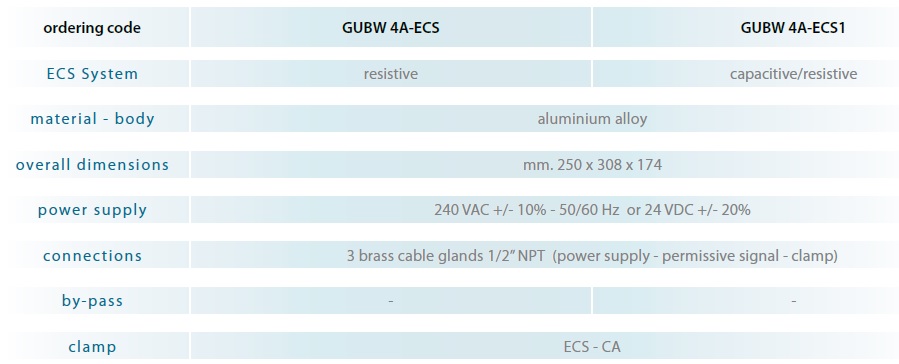 ordering code GUBW 4A-ECS GUBW 4A-ECS1
ECS System resistive capacitive/resistive
material - body aluminium alloy
overall dimensions mm. 250 x 308 x 174
power supply 240 VAC +/- 10% - 50/60 Hz or 24 VDC +/- 20%
connections 3 brass cable glands 1/2” NPT (power supply - permissive signal - clamp)
by-pass - -
clamp ECS - CA